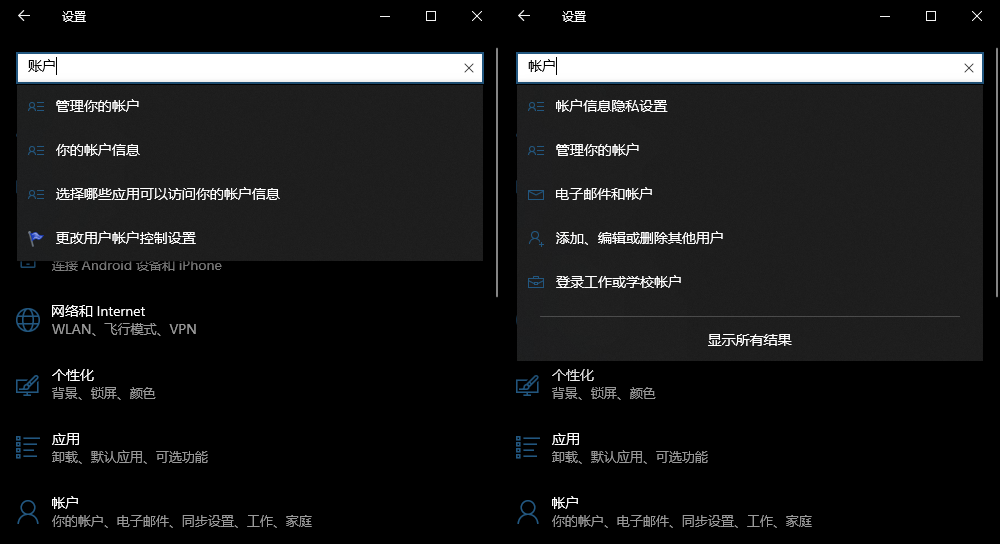 设置
账户
管理你的帐户
你的帐户信息
选择哪些应用可以访问你的帐户信息
更改用户帐户控制设置
连接 Android 设备和 iPhone
网络和 Internet
WLAN、飞行模式、VPN
个性化
背景、锁屏、颜色
应用
卸载、默认应用、可选功能
帐户
你的帐户、电子邮件、同步设置、工作、家庭
设置
帐户
帐户信息隐私设置
管理你的帐户
电子邮件和帐户
添加、编辑或删除其他用户
登录工作或学校帐户
显示所有结果
个性化
背景、锁屏、颜色
应用
卸载、默认应用、可选功能
帐户
你的帐户、电子邮件、同步设置、工作、家庭